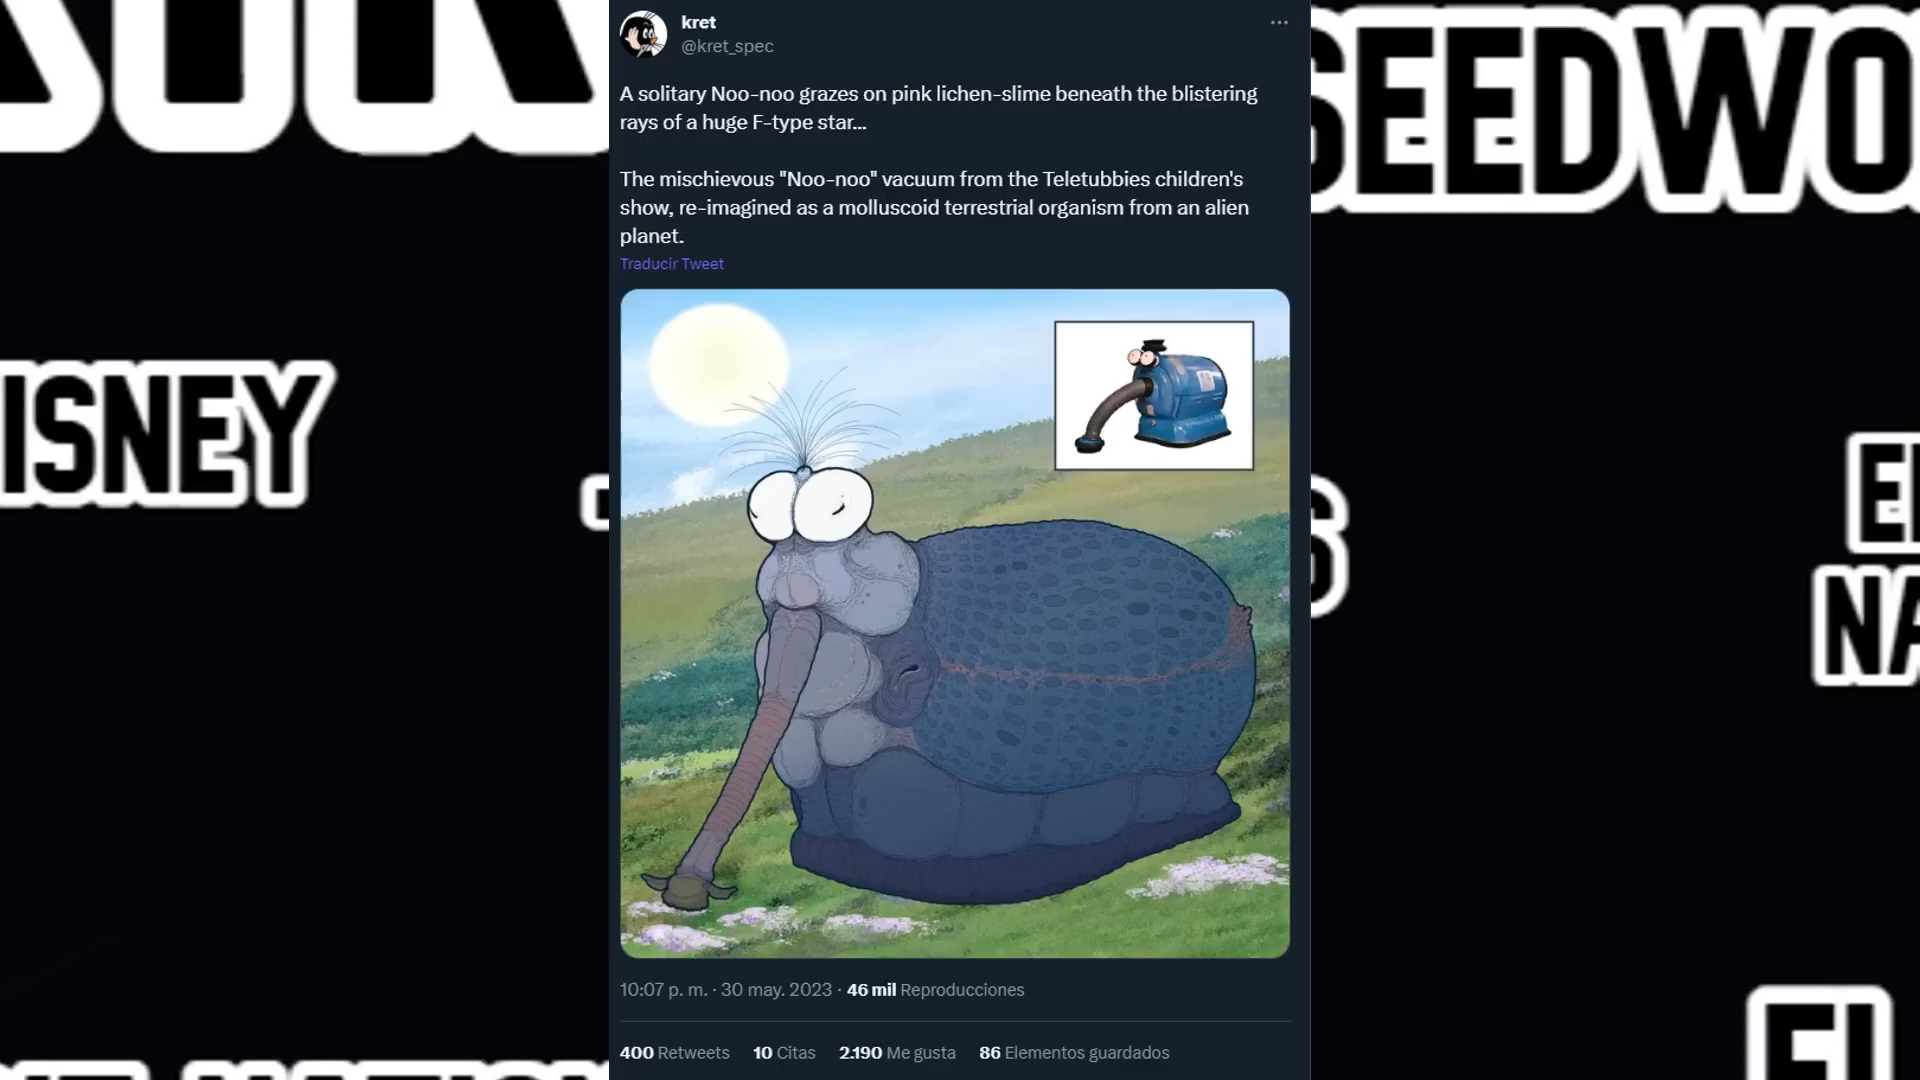 kret
@kret_spec
A solitary Noo-noo grazes on pink lichen-slime beneath the blistering
rays of a huge F-type star...
The mischievous "Noo-noo" vacuum from the Teletubbies children's
show, re-imagined as a molluscoid terrestrial organism from an alien
planet.
Traducir Tweet
10:07 p. m. · 30 may. 2023 · 46 mil Reproducciones
400 Retweets 10 Citas 2.190 Me gusta 86 Elementos guardados
ISNEY
SEEDWO
E
NA